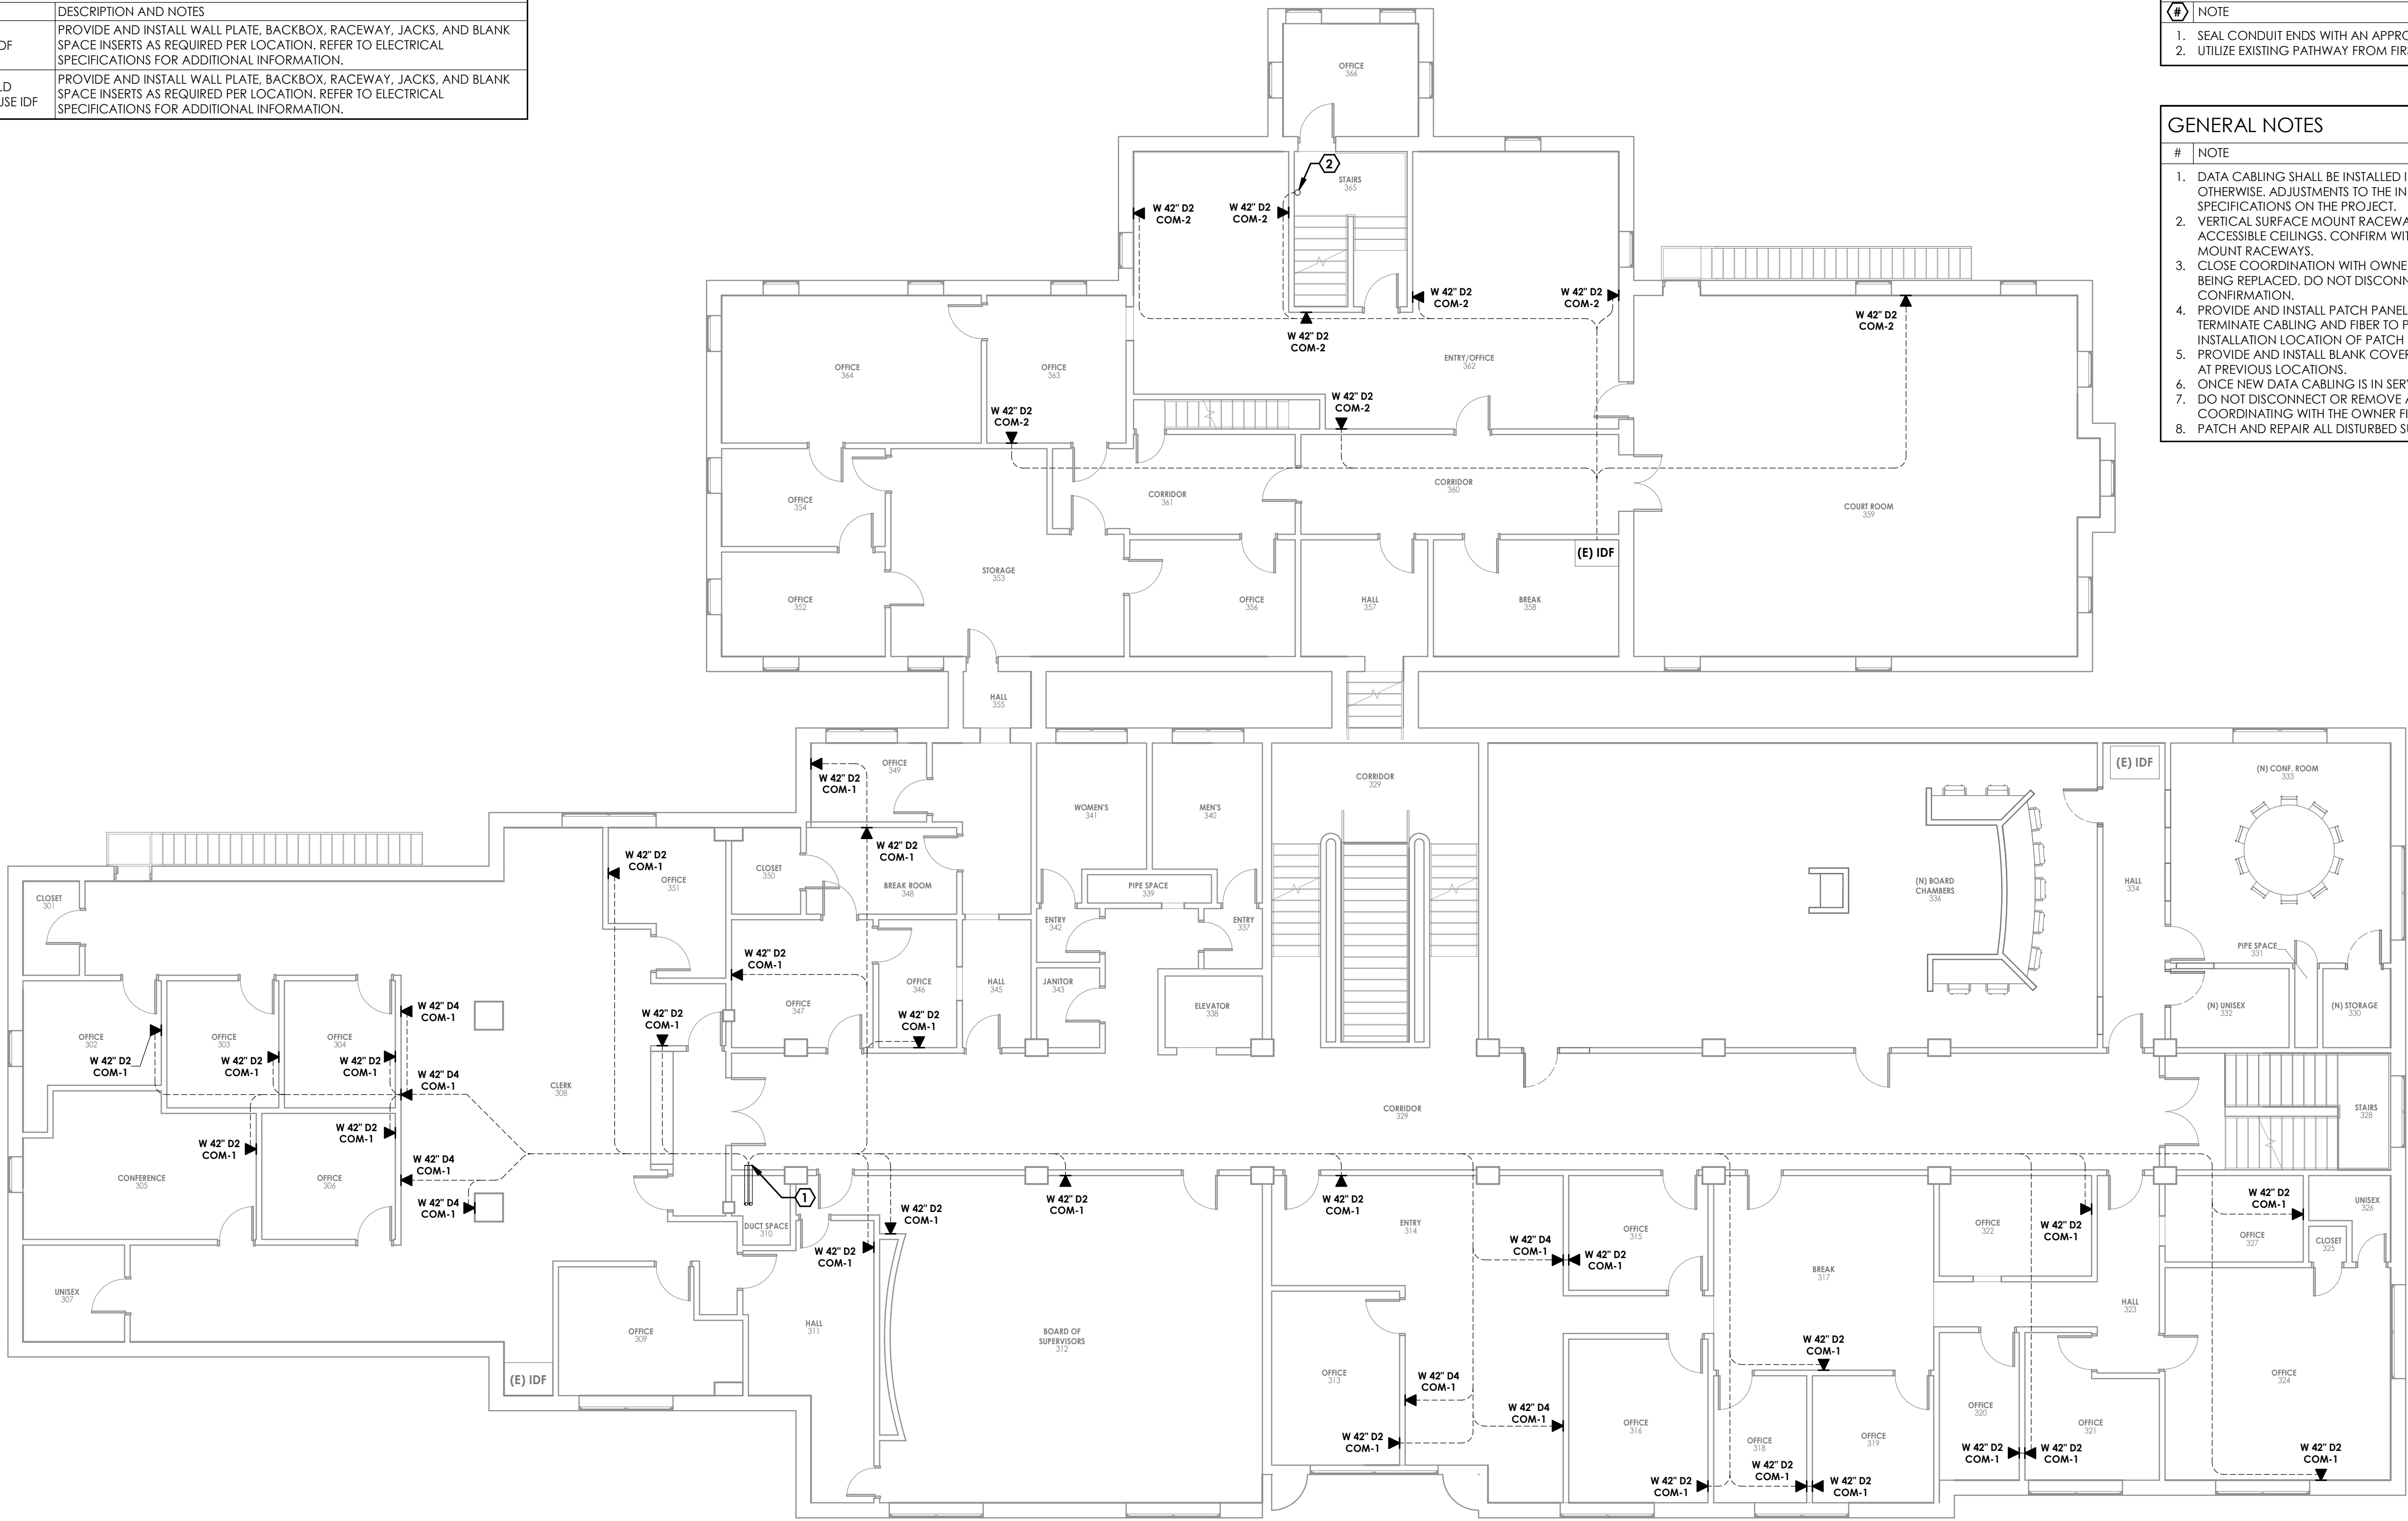 DESCRIPTION AND NOTES
DF
PROVIDE AND INSTALL WALL PLATE, BACKBOX, RACEWAY, JACKS, AND BLANK
SPACE INSERTS AS REQUIRED PER LOCATION. REFER TO ELECTRICAL
SPECIFICATIONS FOR ADDITIONAL INFORMATION.
LD
USE IDF
PROVIDE AND INSTALL WALL PLATE, BACKBOX, RACEWAY, JACKS, AND BLANK
SPACE INSERTS AS REQUIRED PER LOCATION. REFER TO ELECTRICAL
SPECIFICATIONS FOR ADDITIONAL INFORMATION.
# NOTE
1. SEAL CONDUIT ENDS WITH AN APPRO
2. UTILIZE EXISTING PATHWAY FROM FIR
GENERAL NOTES
# NOTE
1. DATA CABLING SHALL BE INSTALLED I
OTHERWISE. ADJUSTMENTS TO THE IN
SPECIFICATIONS ON THE PROJECT.
2. VERTICAL SURFACE MOUNT RACEWA
ACCESSIBLE CEILINGS. CONFIRM WIT
MOUNT RACEWAYS.
3. CLOSE COORDINATION WITH OWNE
BEING REPLACED. DO NOT DISCONN
CONFIRMATION.
4. PROVIDE AND INSTALL PATCH PANEL
TERMINATE CABLING AND FIBER TO P
INSTALLATION LOCATION OF PATCH
5. PROVIDE AND INSTALL BLANK COVER
AT PREVIOUS LOCATIONS.
6. ONCE NEW DATA CABLING IS IN SER
7. DO NOT DISCONNECT OR REMOVE A
COORDINATING WITH THE OWNER FI
8. PATCH AND REPAIR ALL DISTURBED SU
OFFICE
366
2
STAIRS
365
W 42" D2
COM-2
W 42" D2
COM-2
W 42" D2
COM-2
W 42" D2
COM-2
W 42" D2
COM-2
W 42" D2
COM-2
ENTRY/OFFICE
362
OFFICE
364
OFFICE
363
W 42" D2
COM-2
W 42" D2
COM-2
OFFICE
354
CORRIDOR
361
CORRIDOR
360
COURT ROOM
359
(E) IDF
STORAGE
353
OFFICE
352
OFFICE
356
HALL
357
BREAK
358
HALL
355
OFFICE
349
W 42" D2
COM-1
CORRIDOR
329
(E) IDF
(N) CONF. ROOM
333
WOMEN'S
341
MEN'S
340
W 42" D2
COM-1
OFFICE
351
W 42" D2
COM-1
CLOSET
350
BREAK ROOM
348
PIPE SPACE
339
(N) BOARD
CHAMBERS
336
HALL
334
CLOSET
301
ENTRY
342
ENTRY
337
PIPE SPACE
331
W 42" D2
COM-1
OFFICE
346
HALL
345
JANITOR
343
ELEVATOR
338
(N) UNISEX
332
(N) STORAGE
330
OFFICE
347
W 42" D2
COM-1
W 42" D2
COM-1
W 42" D4
COM-1
OFFICE
302
OFFICE
303
OFFICE
304
W 42" D2
COM-1
W 42" D2
COM-1
W 42" D2
COM-1
W 42" D4
COM-1
CLERK
308
CORRIDOR
329
STAIRS
328
W 42" D2
COM-1
W 42" D2
COM-1
W 42" D4
COM-1
CONFERENCE
305
OFFICE
306
W 42" D4
COM-1
1
DUCT SPACE
310
W 42" D2
COM-1
W 42" D2
COM-1
W 42" D2
COM-1
W 42" D2
COM-1
ENTRY
314
W 42" D4
COM-1
W 42" D2
COM-1
OFFICE
315
OFFICE
322
W 42" D2
COM-1
W 42" D2
COM-1
UNISEX
326
OFFICE
327
CLOSET
325
UNISEX
307
BREAK
317
HALL
323
OFFICE
309
HALL
311
BOARD OF
SUPERVISORS
312
(E) IDF
OFFICE
313
W 42" D4
COM-1
W 42" D2
COM-1
OFFICE
324
W 42" D4
COM-1
W 42" D2
COM-1
OFFICE
316
OFFICE
318
OFFICE
319
OFFICE
320
OFFICE
321
W 42" D2
COM-1
W 42" D2
COM-1
W 42" D2
COM-1
W 42" D2
COM-1
W 42" D2
COM-1
W 42" D2
COM-1